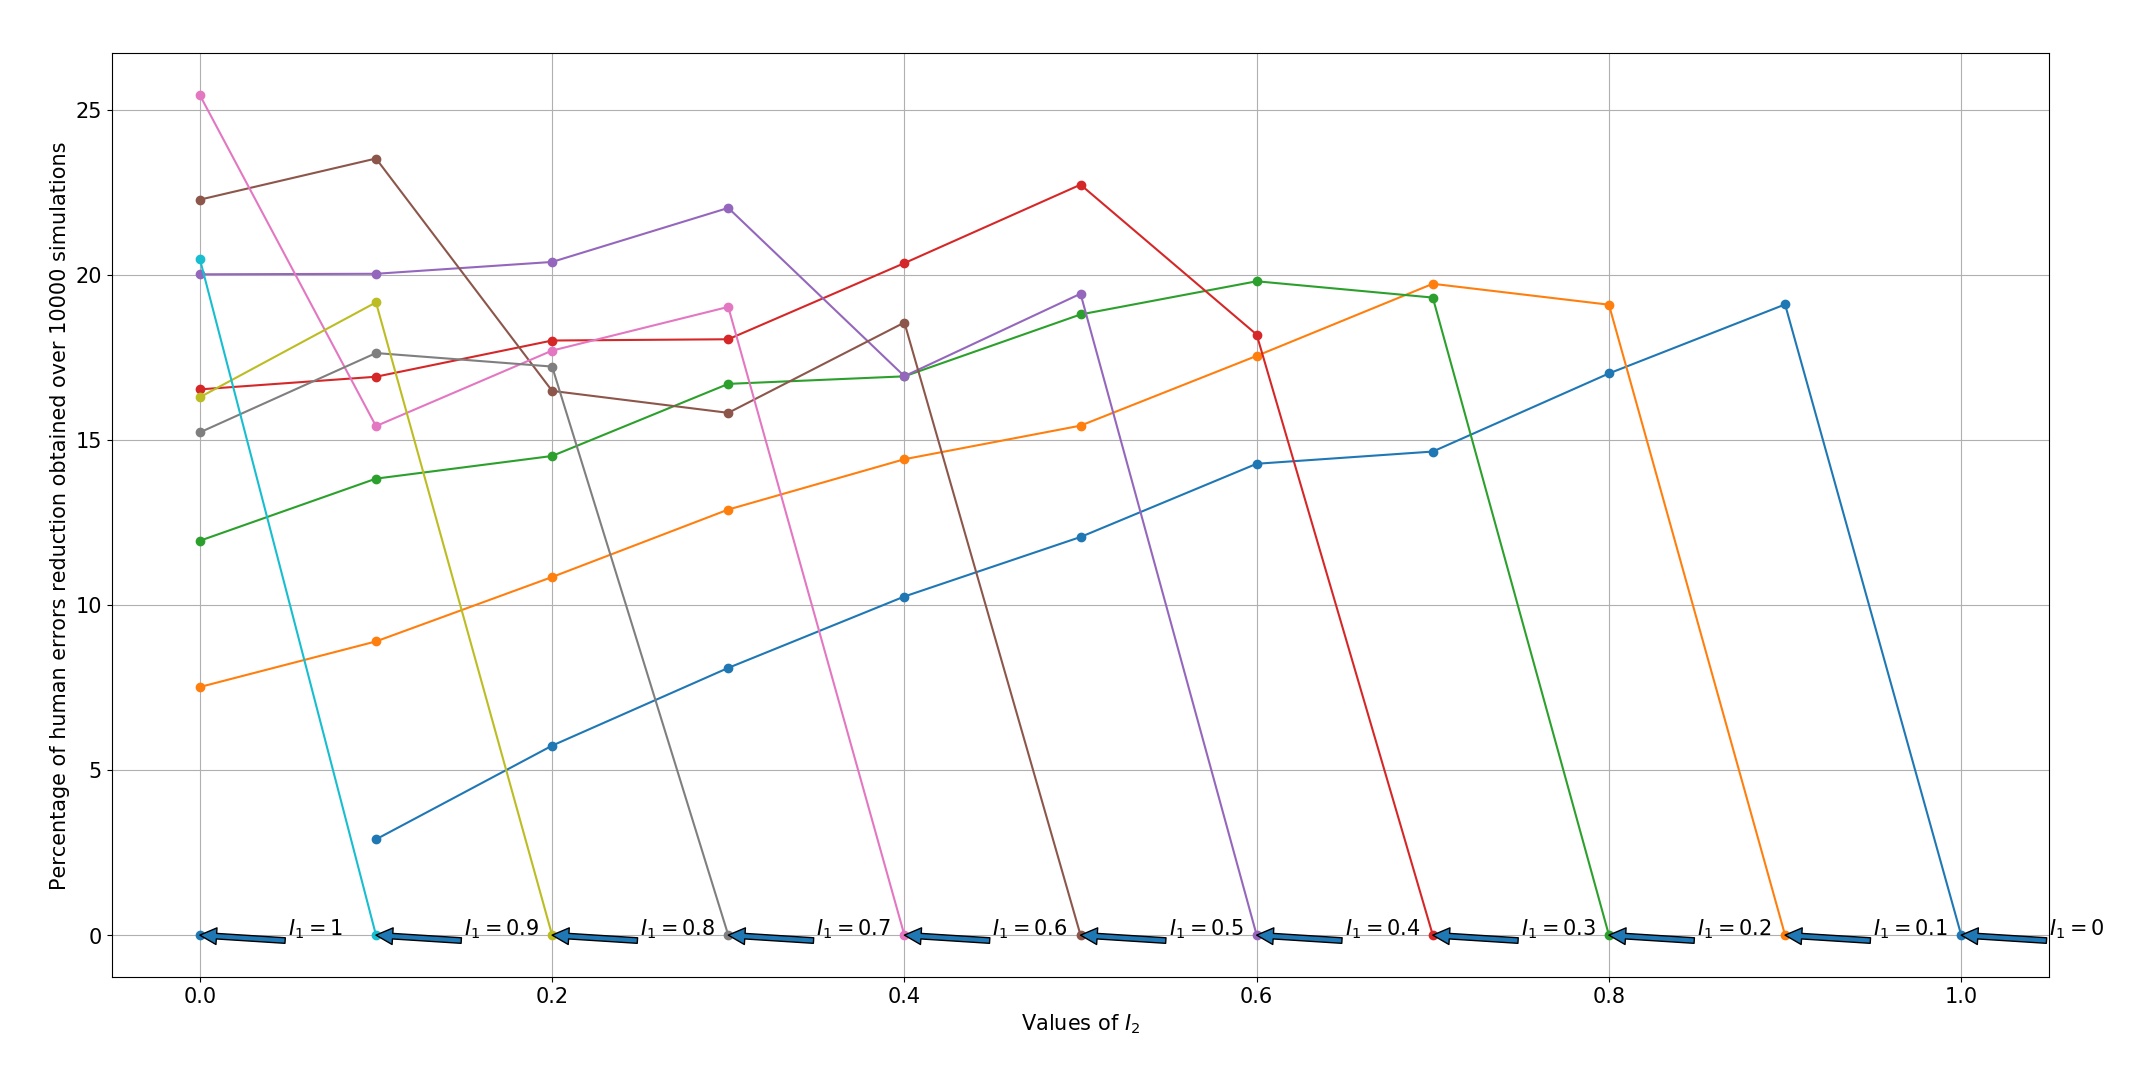 Percentage of human errors reduction obtained over 10000 simulations
25
20
15
10
5
0
I₁ = 1
I₁ = 0.9
I₁ = 0.8
I₁ = 0.7
I₁ = 0.6
I₁ = 0.5
I₁ = 0.4
I₁ = 0.3
I₁ = 0.2
I₁ = 0.1
I₁ = 0
0.0 0.2 0.4 0.6 0.8 1.0
Values of I₂